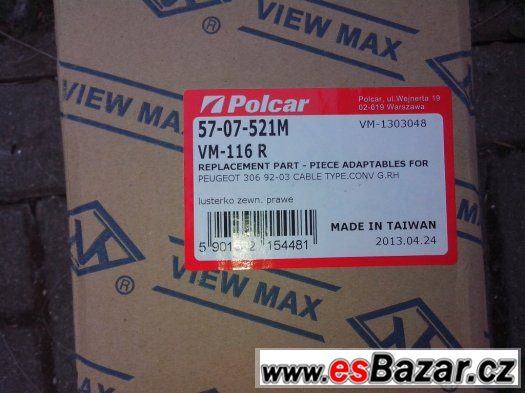 VIEW MAX
VIEW MAX
Polcar
Polcar, ul.Wejnerta 19
02-619 Warszawa
57-07-521M
VM-1303048
VM-116 R
REPLACEMENT PART - PIECE ADAPTABLES FOR
PEUGEOT 306 92-03 CABLE TYPE.CONV G.RH
lusterko zewn. prawe
154481
MADE IN TAIWAN
2013.04.24
VIEW MAX
www.esBazar.cz